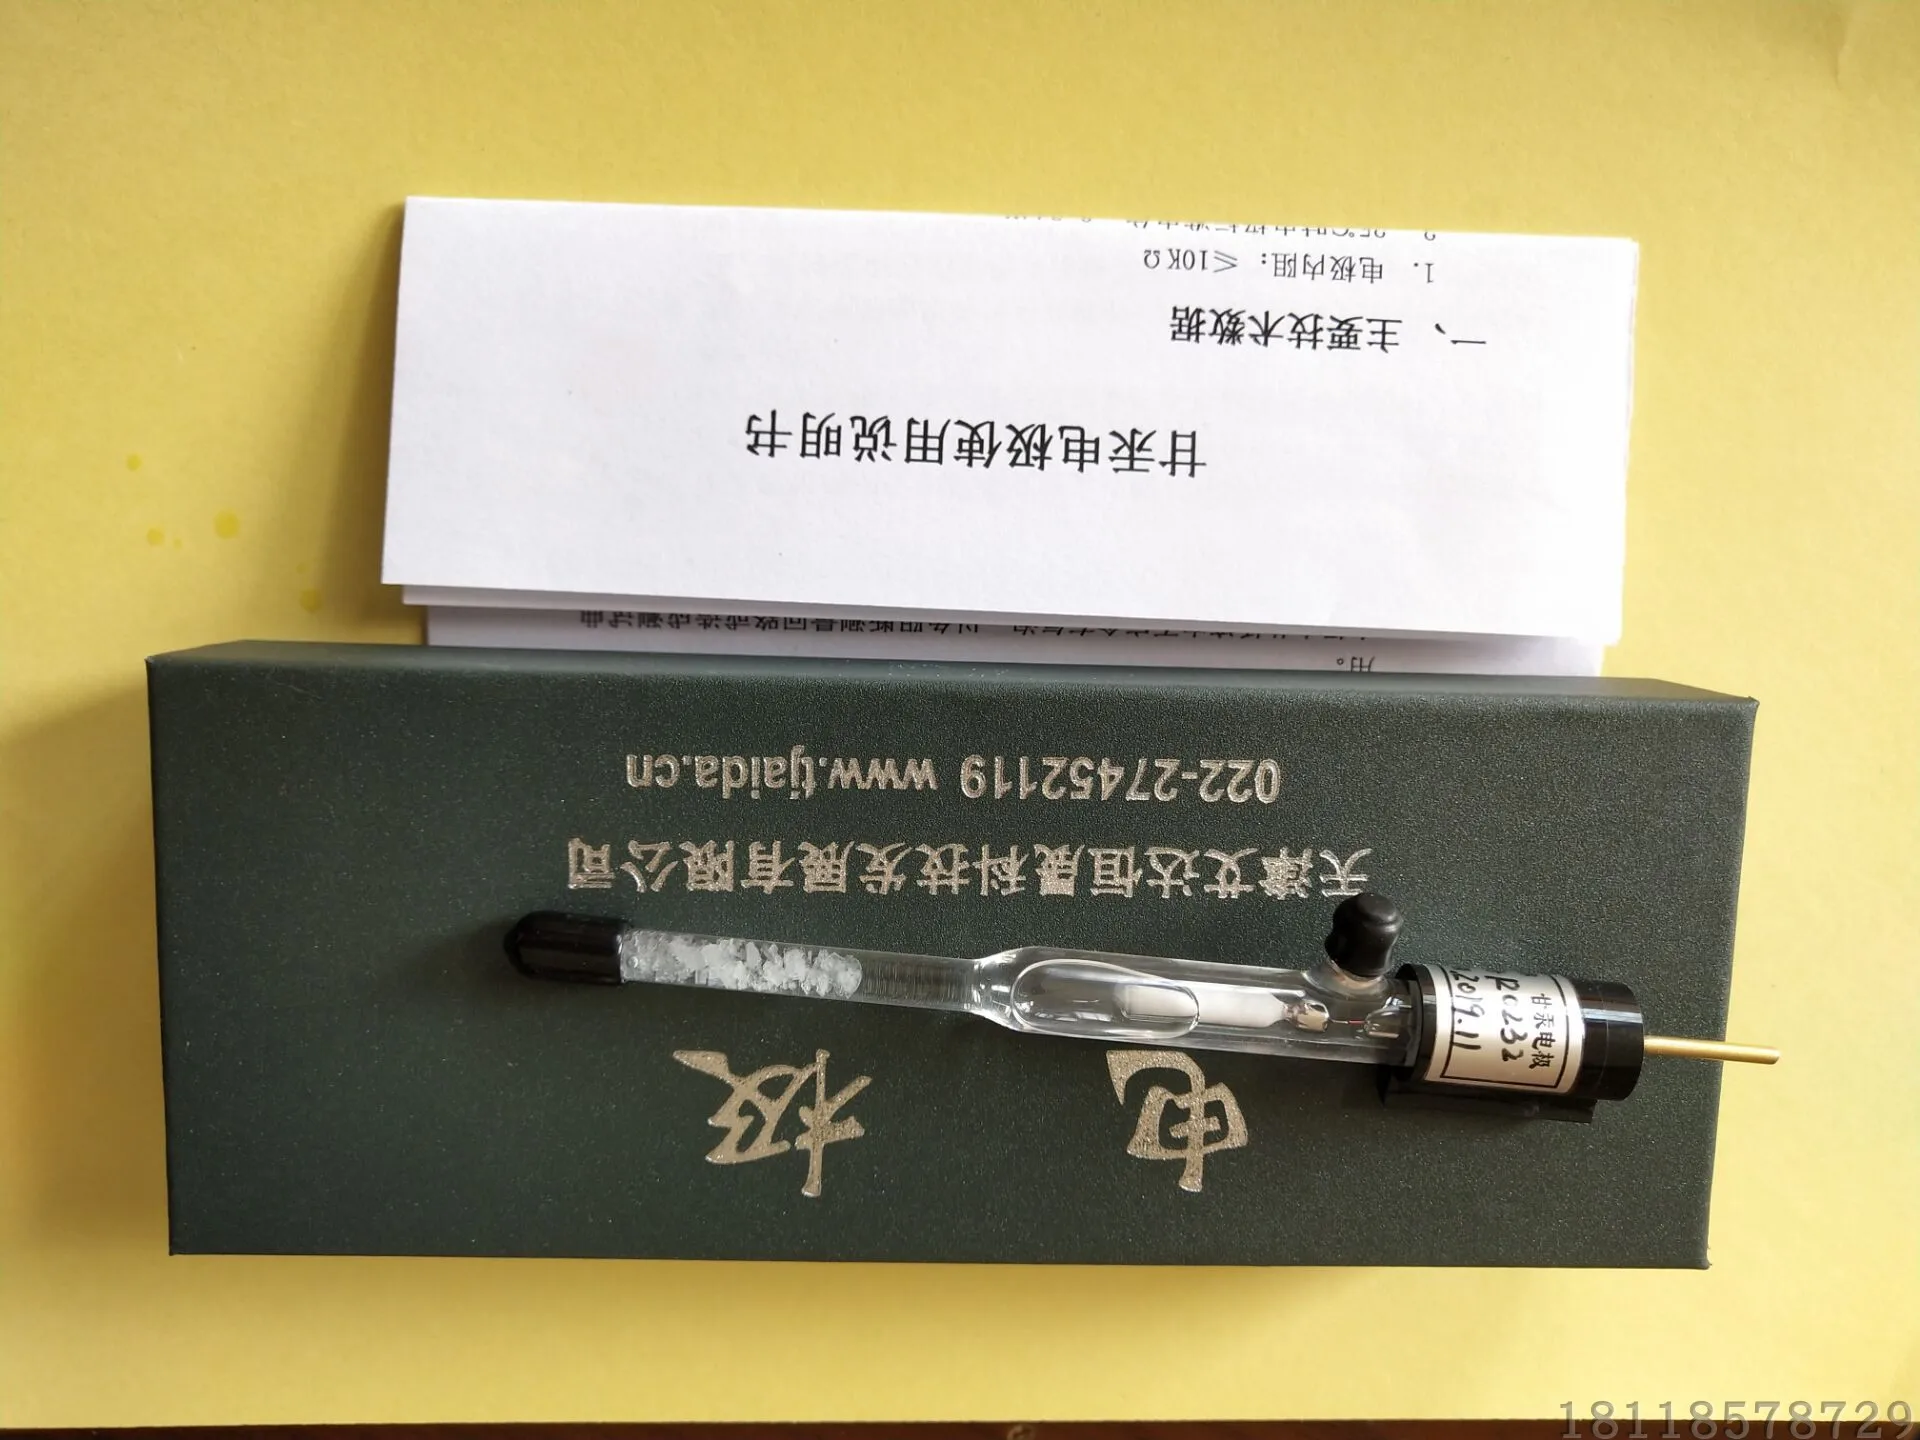 甘汞电极使用说明书
一、主要技术数据
1. 电极内阻：≤10KΩ
用。
电极
天津艾达恒晟科技发展有限公司
022-27452119 www.tjaida.cn
甘汞电极
R0232
2019.11
18118578729